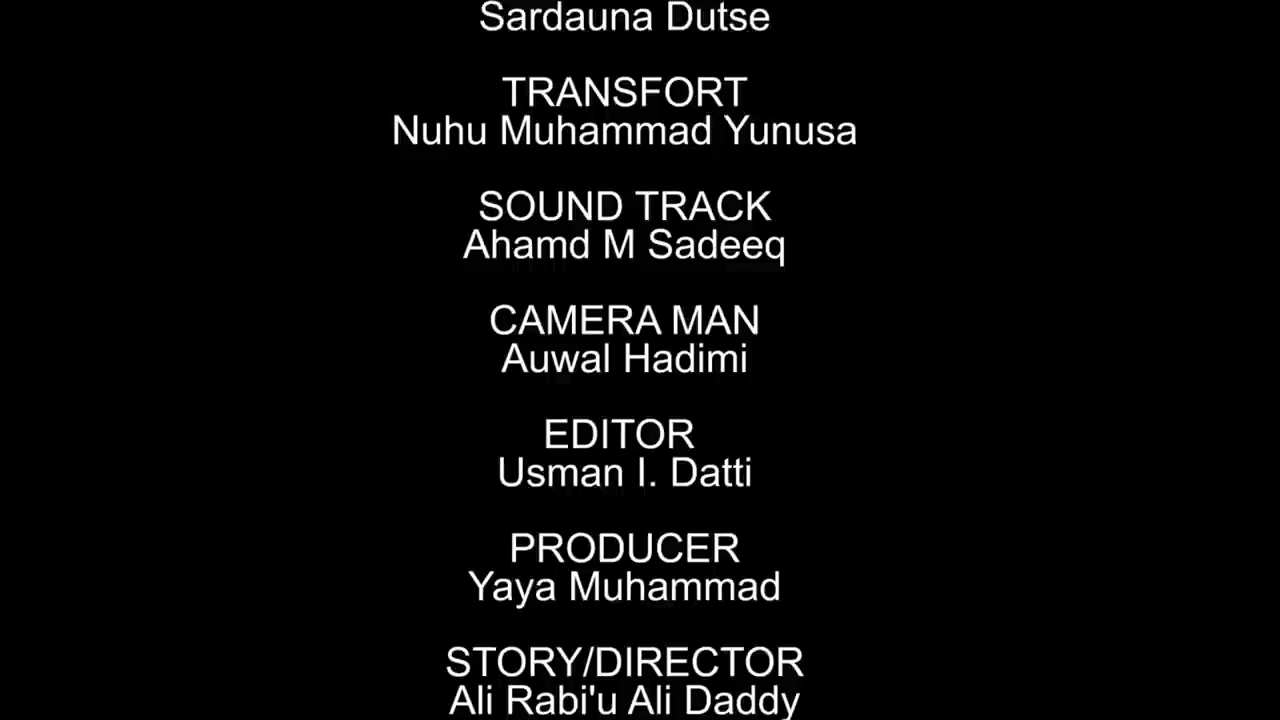 Sardauna Dutse
TRANSFORT
Nuhu Muhammad Yunusa
SOUND TRACK
Ahamd M Sadeeq
CAMERA MAN
Auwal Hadimi
EDITOR
Usman I. Datti
PRODUCER
Yaya Muhammad
STORY/DIRECTOR
Ali Rabi'u Ali Daddy